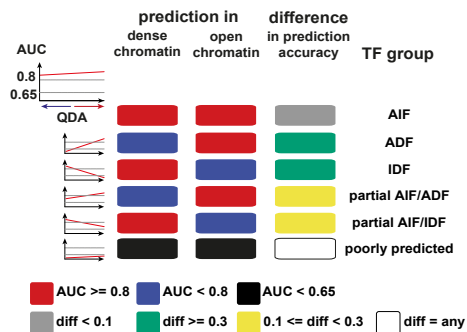 prediction in difference
dense open in prediction
chromatin chromatin accuracy TF group
AUC
0.8
0.65
QDA
AIF
ADF
IDF
partial AIF/ADF
partial AIF/IDF
poorly predicted
AUC >= 0.8 AUC < 0.8 AUC < 0.65
diff < 0.1 diff >= 0.3 0.1 <= diff < 0.3 diff = any